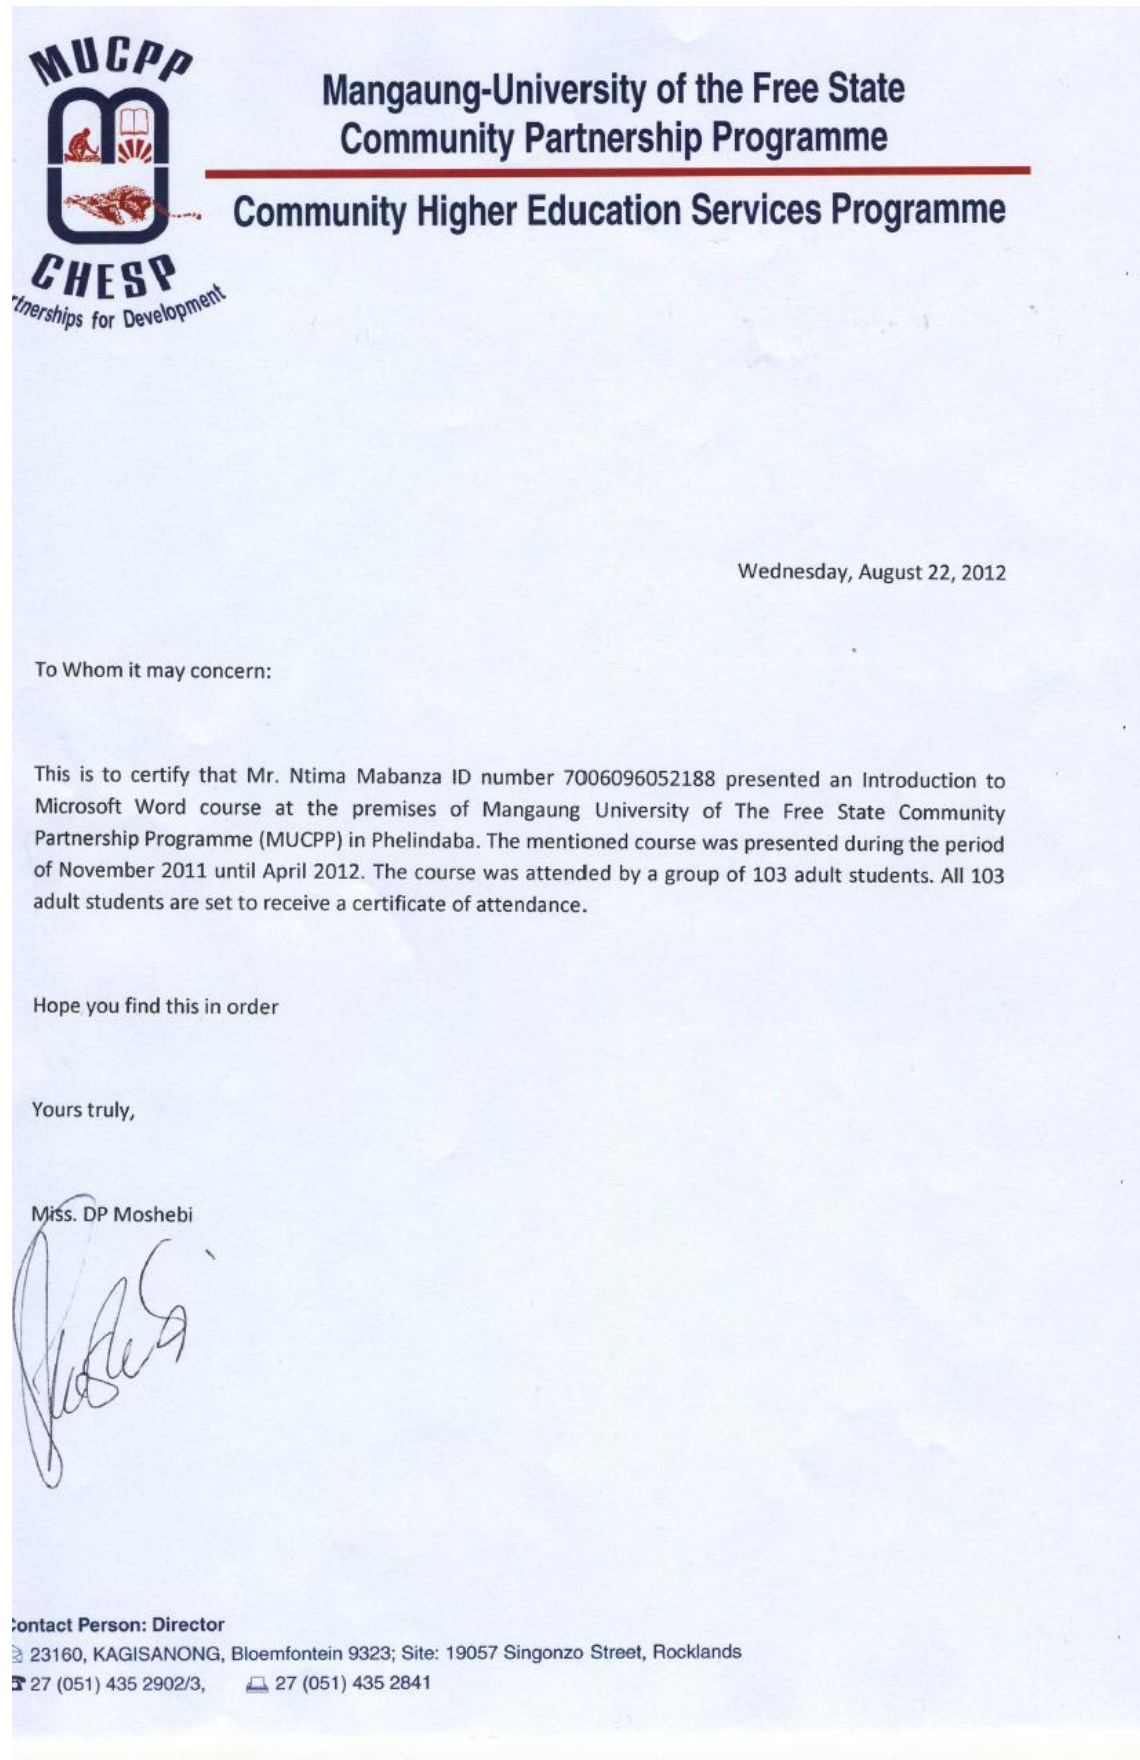 MUCPP
Mangaung-University of the Free State
Community Partnership Programme
Community Higher Education Services Programme
CHESP
rtnerships for Development
Wednesday, August 22, 2012
To Whom it may concern:
This is to certify that Mr. Ntima Mabanza ID number 7006096052188 presented an Introduction to
Microsoft Word course at the premises of Mangaung University of The Free State Community
Partnership Programme (MUCPP) in Phelindaba. The mentioned course was presented during the period
of November 2011 until April 2012. The course was attended by a group of 103 adult students. All 103
adult students are set to receive a certificate of attendance.
Hope you find this in order
Yours truly,
Miss. DP Moshebi
ontact Person: Director
23160, KAGISANONG, Bloemfontein 9323; Site: 19057 Singonzo Street, Rocklands
27 (051) 435 2902/3, 27 (051) 435 2841